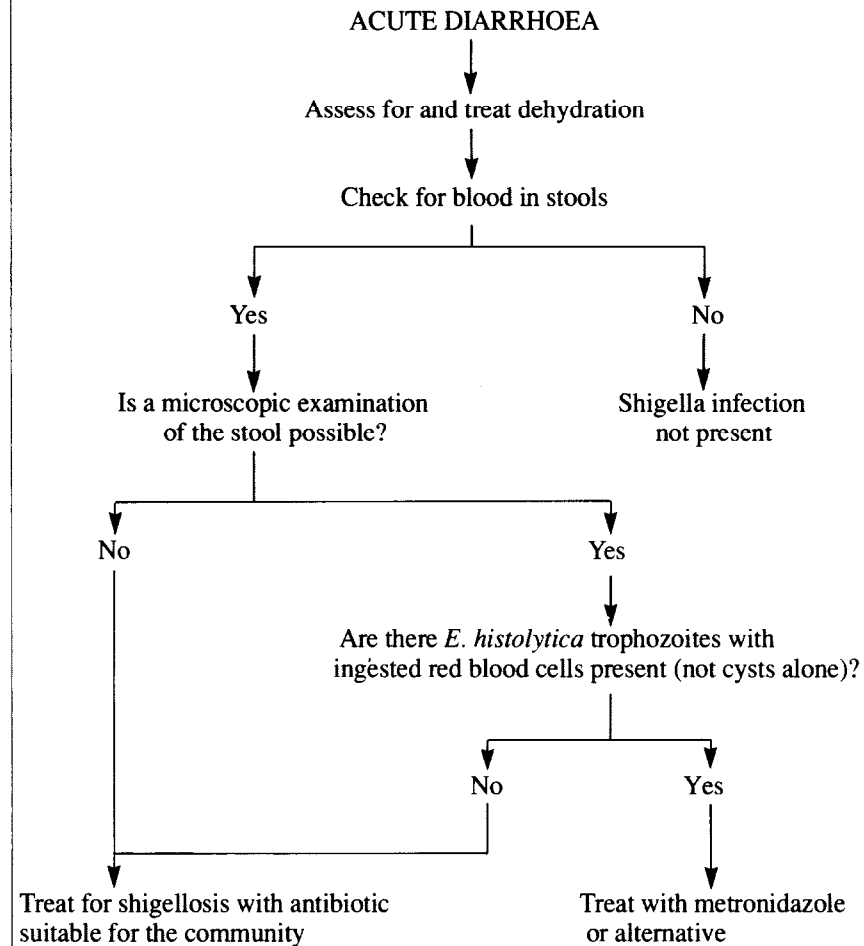 ACUTE DIARRHOEA
Assess for and treat dehydration
Check for blood in stools
Yes
No
Is a microscopic examination
of the stool possible?
Shigella infection
not present
No
Yes
Are there E. histolytica trophozoites with
ingested red blood cells present (not cysts alone)?
No
Yes
Treat for shigellosis with antibiotic
suitable for the community
Treat with metronidazole
or alternative